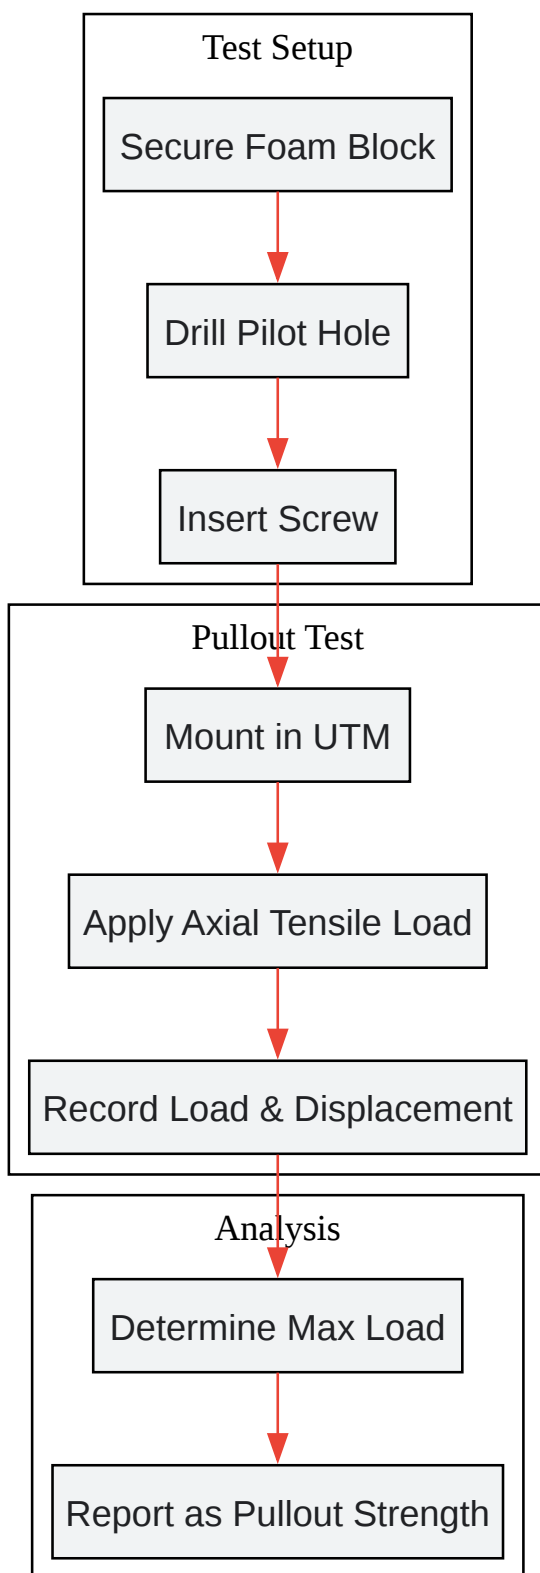 Test Setup
Secure Foam Block
Drill Pilot Hole
Insert Screw
Pullout Test
Mount in UTM
Apply Axial Tensile Load
Record Load & Displacement
Analysis
Determine Max Load
Report as Pullout Strength